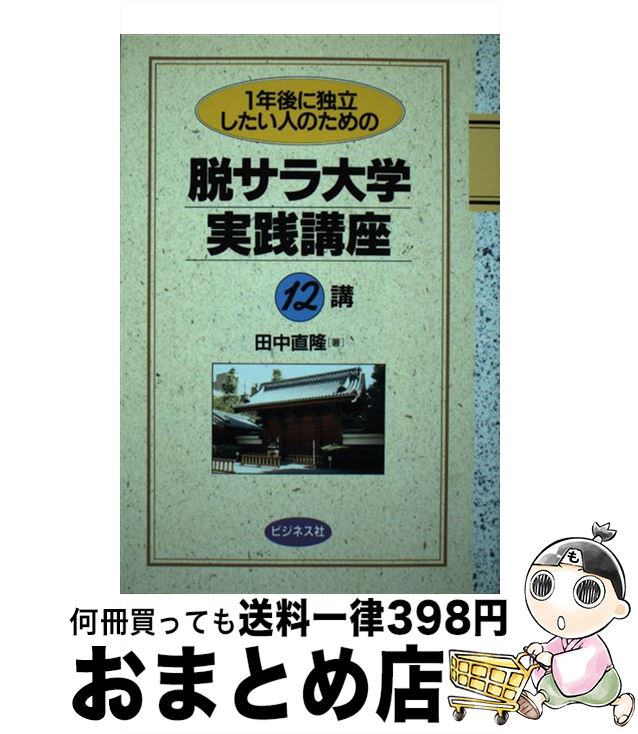 1年後に独立
したい人のための
脱サラ大学
実践講座
12講
田中直隆[著]
ビジネス社
も
何冊買っても送料一律398円
おまとめ店